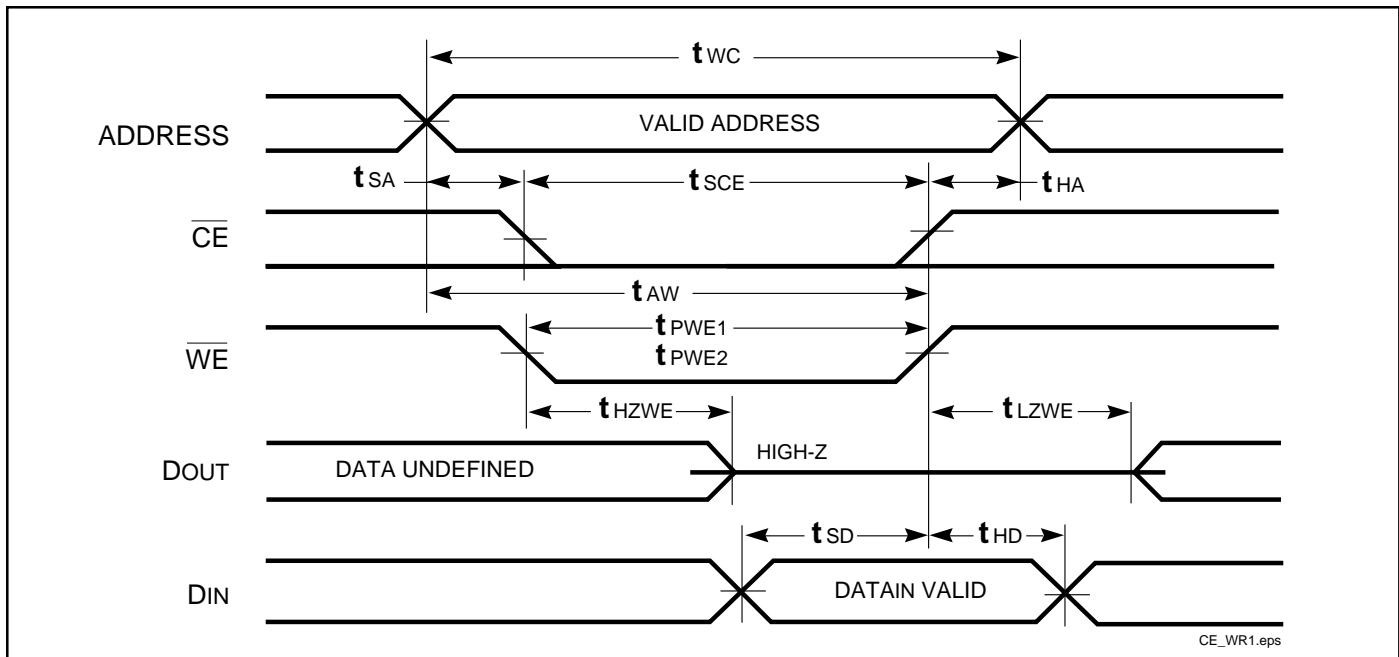 tWC
ADDRESS
VALID ADDRESS
tSA
tSCE
tHA
CE
tAW
tPWE1
WE
tPWE2
tHZWE
tLZWE
DOUT
DATA UNDEFINED
HIGH-Z
tSD
tHD
DIN
DATAIN VALID
CE_WR1.eps